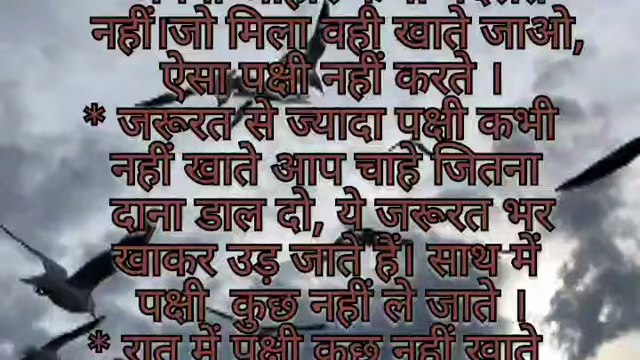 नहीं।जो मिला वही खाते जाओ,
ऐसा पक्षी नहीं करते ।
* जरूरत से ज्यादा पक्षी कभी
नहीं खाते आप चाहे जितना
दाना डाल दो, ये जरूरत भर
खाकर उड़ जाते हैं। साथ में
पक्षी कुछ नहीं ले जाते ।
* रात में पक्षी कुछ नहीं खाते